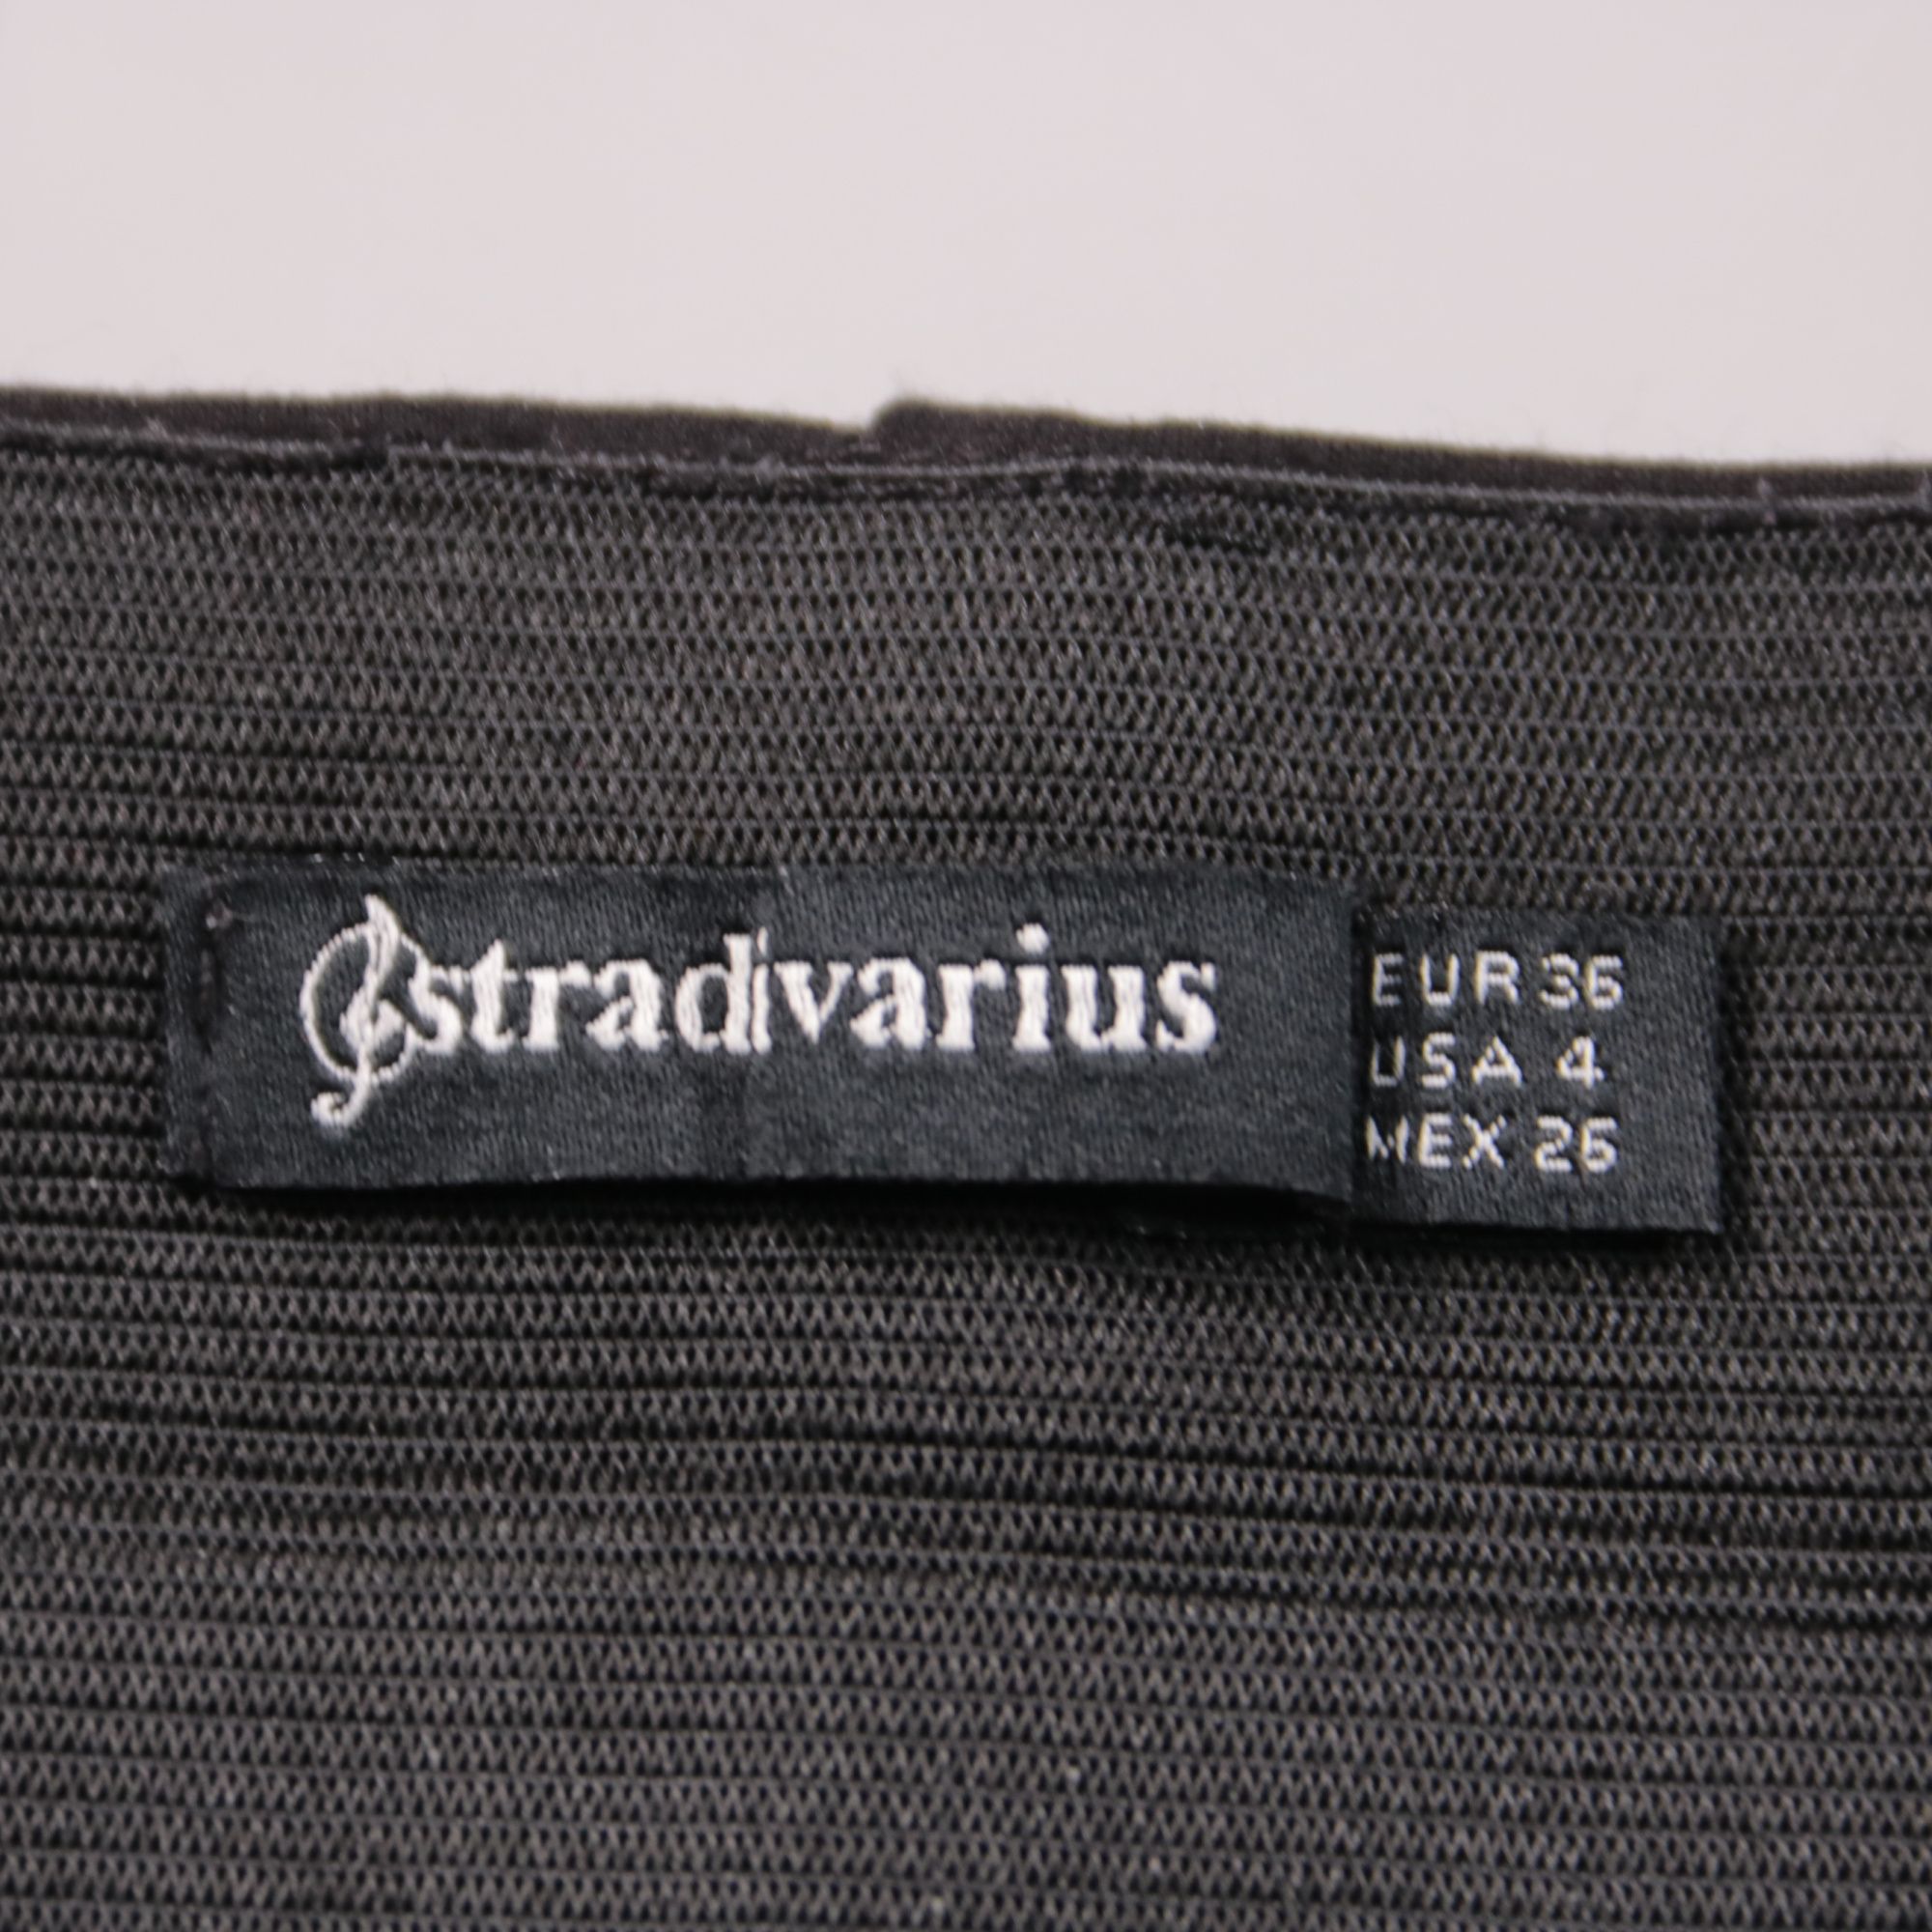 stradivarius
EUR 36
USA 4
MEX 26